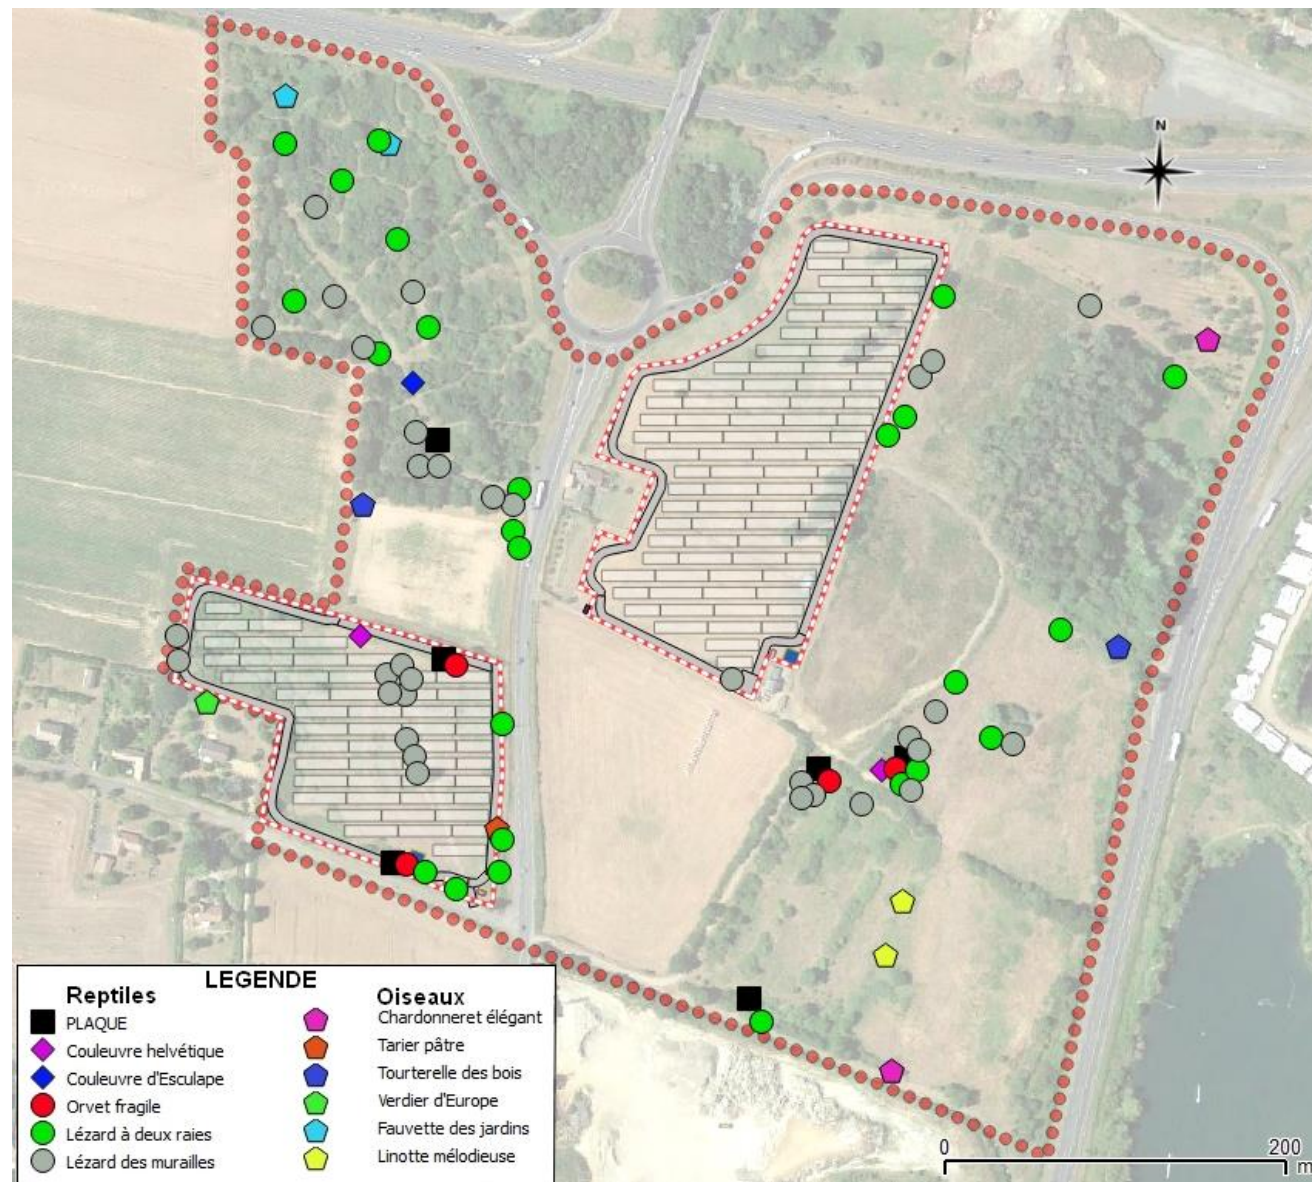 N
LEGENDE
Reptiles
PLAQUE
Couleuvre helvétique
Couleuvre d'Esculape
Orvet fragile
Lézard à deux raies
Lézard des murailles
Oiseaux
Chardonneret élégant
Tarier pâtre
Tourterelle des bois
Verdier d'Europe
Fauvette des jardins
Linotte mélodieuse
0 200
m